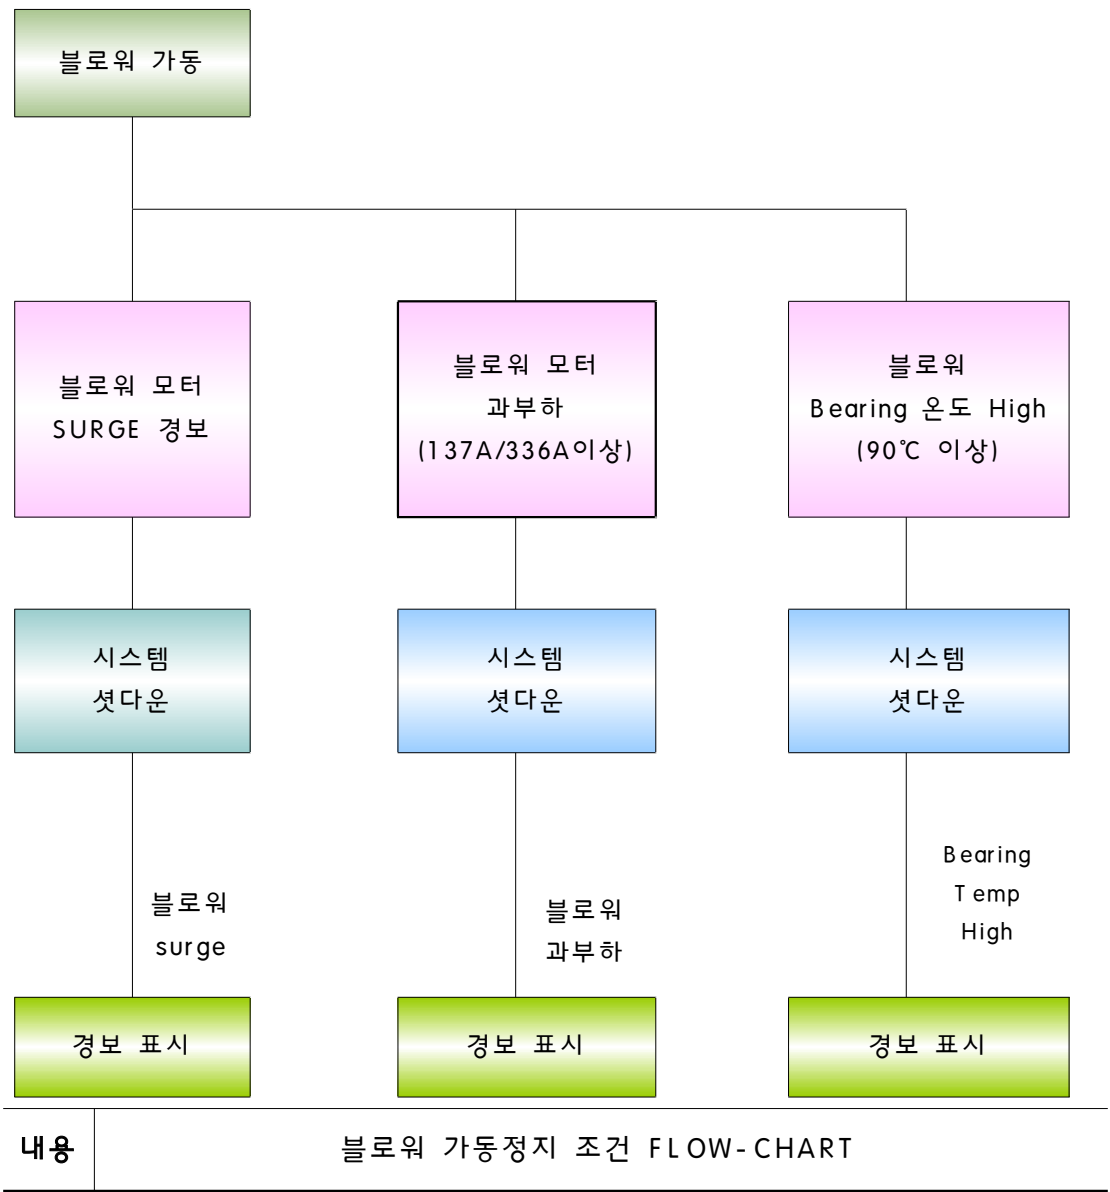 블로워 가동
블로워 모터
SURGE 경보
블로워 모터
과부하
(137A/336A이상)
블로워
Bearing 온도 High
(90℃ 이상)
시스템
셧다운
시스템
셧다운
시스템
셧다운
블로워
surge
블로워
과부하
Bearing
Temp
High
경보 표시
경보 표시
경보 표시
내용
블로워 가동정지 조건 FLOW-CHART